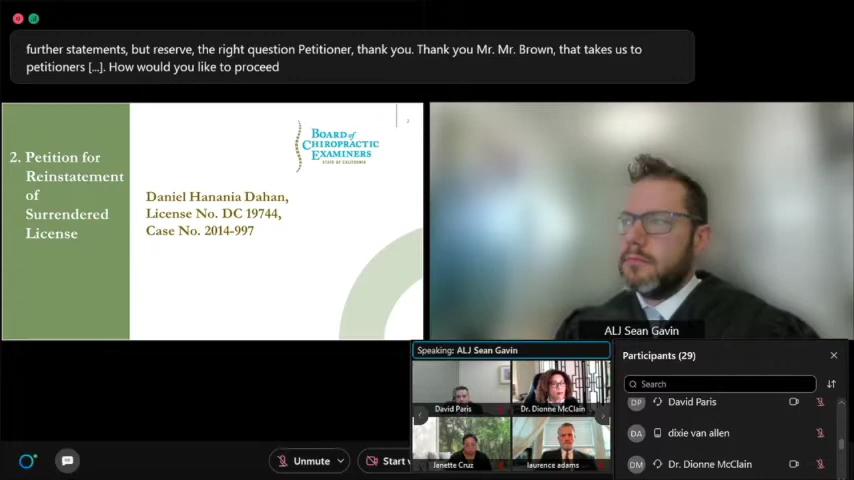 further statements, but reserve, the right question Petitioner, thank you. Thank you Mr. Mr. Brown, that takes us to
petitioners [...]. How would you like to proceed
2. Petition for
Reinstatement
of
Surrendered
License
2
BOARD of
CHIROPRACTIC
EXAMINERS
STATE OF CALIFORNIA
Daniel Hanania Dahan,
License No. DC 19744,
Case No. 2014-997
ALJ Sean Gavin
Speaking: ALJ Sean Gavin
David Paris
Dr. Dionne McClain
Janette Cruz
laurence adams
Participants (29)
Search
DP David Paris
DA dixie van allen
DM Dr. Dionne McClain
Unmute
Start v